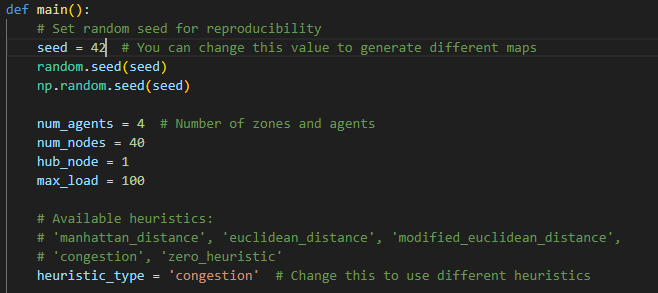 def main():
    # Set random seed for reproducibility
    seed = 42  # You can change this value to generate different maps
    random.seed(seed)
    np.random.seed(seed)
    num_agents = 4  # Number of zones and agents
    num_nodes = 40
    hub_node = 1
    max_load = 100
    # Available heuristics:
    # 'manhattan_distance', 'euclidean_distance', 'modified_euclidean_distance',
    # 'congestion', 'zero_heuristic'
    heuristic_type = 'congestion'  # Change this to use different heuristics